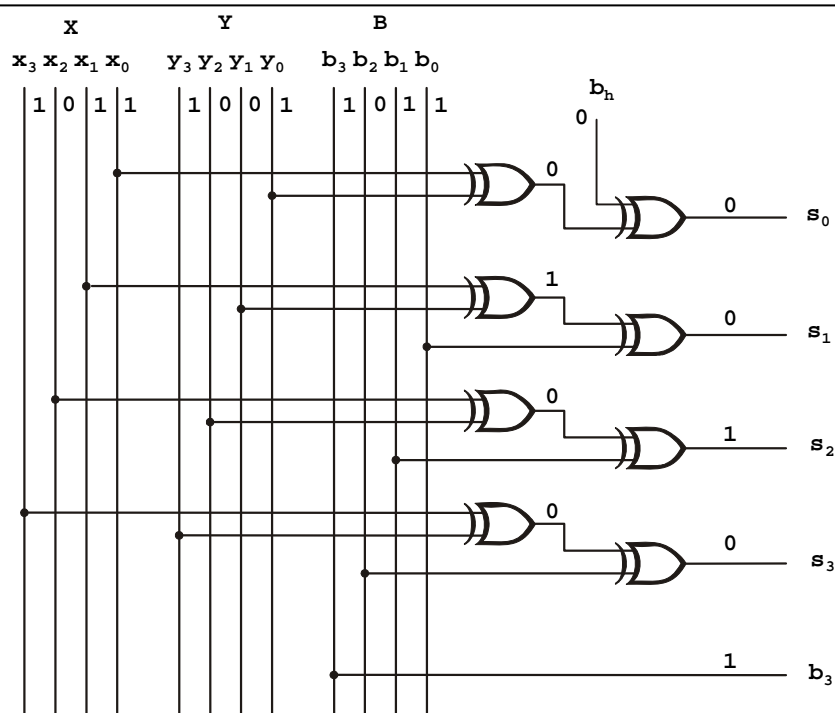 X Y B
x₃ x₂ x₁ x₀ y₃ y₂ y₁ y₀ b₃ b₂ b₁ b₀
bₕ
1 0 1 1 1 0 0 1 1 0 1 1
0
0
0 s₀
1
0 s₁
0
1 s₂
0
0 s₃
1 b₃